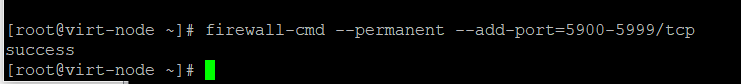 [root@virt-node ~]# firewall-cmd --permanent --add-port=5900-5999/tcp
success
[root@virt-node ~]#